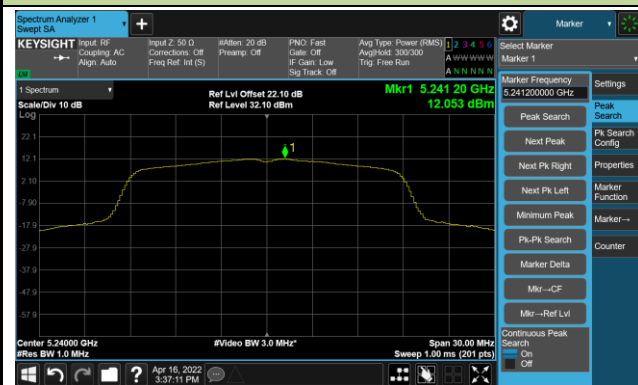 Spectrum Analyzer 1
Swept SA
+
Marker
KEYSIGHT
Input: RF
Coupling: AC
Align: Auto
Input Z: 50 Ω
Corrections: Off
Freq Ref: Int (S)
#Atten: 20 dB
Preamp: Off
PNO: Fast
Gate: Off
IF Gain: Low
Sig Track: Off
Avg Type: Power (RMS)
Avg|Hold: 300/300
Trig: Free Run
1 2 3 4 5 6
A W W W W W
A N N N N N
Select Marker
Marker 1
LXI
1 Spectrum
Scale/Div 10 dB
Log
Ref Lvl Offset 22.10 dB
Ref Level 32.10 dBm
Mkr1 5.241 20 GHz
12.053 dBm
Marker Frequency
5.241200000 GHz
Settings
Peak Search
Peak
Search
Next Peak
Pk Search
Config
Next Pk Right
Properties
Next Pk Left
Marker
Function
Minimum Peak
Marker→
Pk-Pk Search
Counter
Marker Delta
Mkr→CF
Mkr→Ref Lvl
Continuous Peak
Search
On
Off
22.1
12.1
2.10
-7.90
-17.9
-27.9
-37.9
-47.9
-57.9
1
Center 5.24000 GHz
#Res BW 1.0 MHz
#Video BW 3.0 MHz*
Span 30.00 MHz
Sweep 1.00 ms (201 pts)
?
Apr 16, 2022
3:37:11 PM